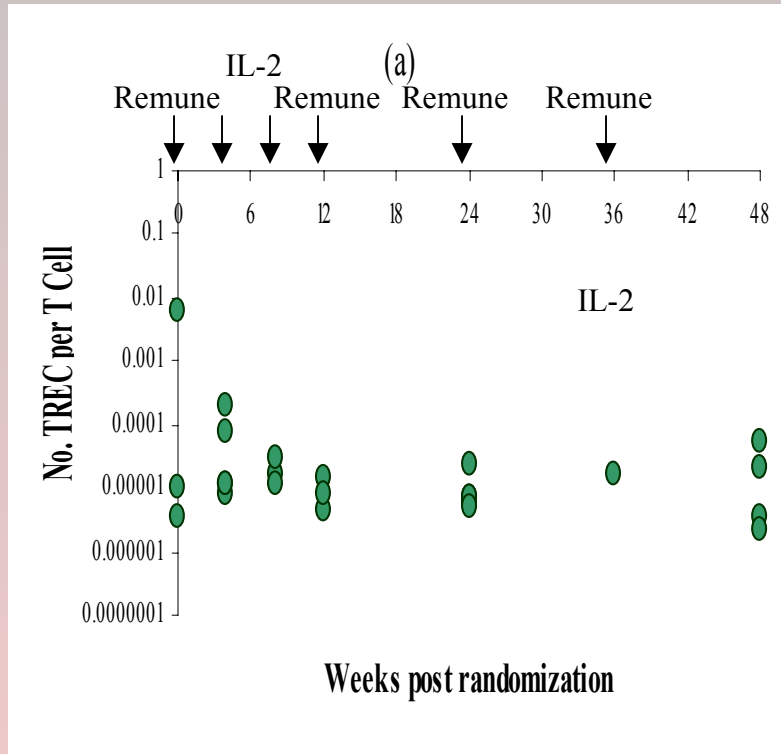 (a)
IL-2
Remune Remune Remune Remune
1
0 6 12 18 24 30 36 42 48
0.1
0.01
IL-2
0.001
0.0001
0.00001
0.000001
0.0000001
No. TREC per T Cell
Weeks post randomization